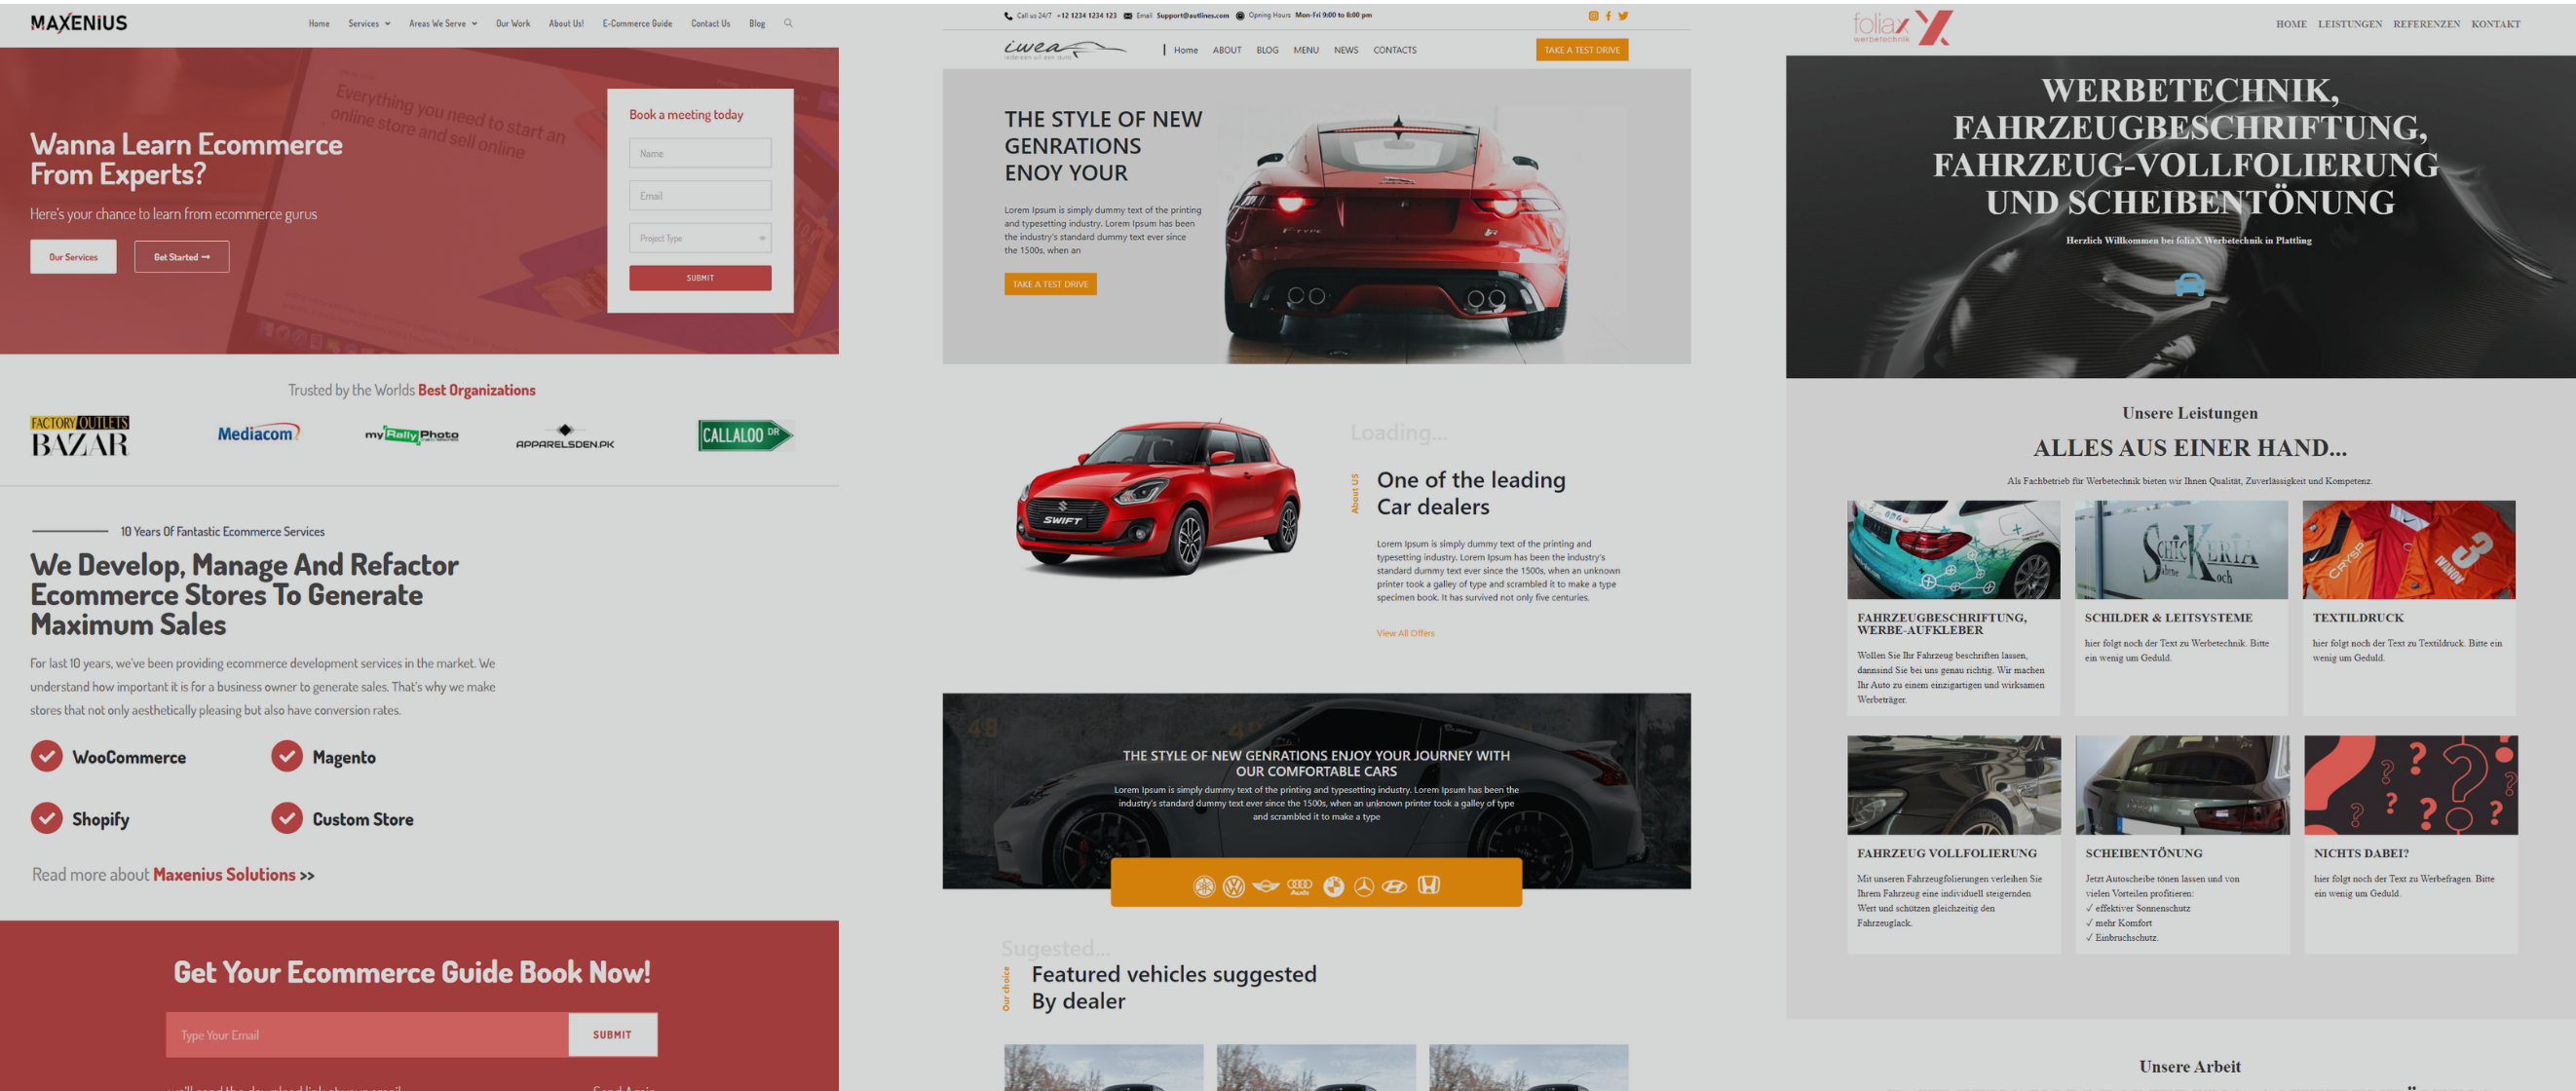 MAXENIUS
Home Services Areas We Serve Our Work About Us! E-Commerce Guide Contact Us Blog
Everything you need to start an
online store and sell online
Wanna Learn Ecommerce
From Experts?
Here's your chance to learn from ecommerce gurus
Our Services Get Started →
Book a meeting today
Name
Email
Project Type
SUBMIT
Trusted by the Worlds Best Organizations
FACTORY OUTLETS
BAZAR
Mediacom
my Rally Photo
APPARELSDEN.PK
CALLALOO DR
10 Years Of Fantastic Ecommerce Services
We Develop, Manage And Refactor
Ecommerce Stores To Generate
Maximum Sales
For last 10 years, we've been providing ecommerce development services in the market. We
understand how important it is for a business owner to generate sales. That's why we make
stores that not only aesthetically pleasing but also have conversion rates.
WooCommerce Magento
Shopify Custom Store
Read more about Maxenius Solutions >>
Get Your Ecommerce Guide Book Now!
Type Your Email SUBMIT
Call us 24/7 +12 1234 1234 123 Email Support@autlines.com Opning Hours Mon-Fri 9:00 to 8:00 pm
iwea
iedereen wil een auto
Home ABOUT BLOG MENU NEWS CONTACTS
TAKE A TEST DRIVE
THE STYLE OF NEW
GENRATIONS
ENOY YOUR
Lorem Ipsum is simply dummy text of the printing
and typesetting industry. Lorem Ipsum has been
the industry's standard dummy text ever since
the 1500s, when an
TAKE A TEST DRIVE
F-TYPE
SWIFT
Loading...
About US
One of the leading
Car dealers
Lorem Ipsum is simply dummy text of the printing and
typesetting industry. Lorem Ipsum has been the industry's
standard dummy text ever since the 1500s, when an unknown
printer took a galley of type and scrambled it to make a type
specimen book. It has survived not only five centuries,
View All Offers
48
THE STYLE OF NEW GENRATIONS ENJOY YOUR JOURNEY WITH
OUR COMFORTABLE CARS
Lorem Ipsum is simply dummy text of the printing and typesetting industry. Lorem Ipsum has been the
industry's standard dummy text ever since the 1500s, when an unknown printer took a galley of type
and scrambled it to make a type
Audi
Sugested...
Our choice
Featured vehicles suggested
By dealer
foliax
werbetechnik
HOME LEISTUNGEN REFERENZEN KONTAKT
WERBETECHNIK,
FAHRZEUGBESCHRIFTUNG,
FAHRZEUG-VOLLFOLIERUNG
UND SCHEIBENTÖNUNG
Herzlich Willkommen bei foliaX Werbetechnik in Plattling
Unsere Leistungen
ALLES AUS EINER HAND...
Als Fachbetrieb für Werbetechnik bieten wir Ihnen Qualität, Zuverlässigkeit und Kompetenz.
SchicKeria
Sabine Koch
CRYSP
3
IVANOV
FAHRZEUGBESCHRIFTUNG,
WERBE-AUFKLEBER
Wollen Sie Ihr Fahrzeug beschriften lassen,
dannsind Sie bei uns genau richtig. Wir machen
Ihr Auto zu einem einzigartigen und wirksamen
Werbeträger.
SCHILDER & LEITSYSTEME
hier folgt noch der Text zu Werbetechnik. Bitte
ein wenig um Geduld.
TEXTILDRUCK
hier folgt noch der Text zu Textildruck. Bitte ein
wenig um Geduld.
FAHRZEUG VOLLFOLIERUNG
Mit unseren Fahrzeugfolierungen verleihen Sie
Ihrem Fahrzeug eine individuell steigernden
Wert und schützen gleichzeitig den
Fahrzeuglack.
SCHEIBENTÖNUNG
Jetzt Autoscheibe tönen lassen und von
vielen Vorteilen profitieren:
✓ effektiver Sonnenschutz
✓ mehr Komfort
✓ Einbruchschutz.
NICHTS DABEI?
hier folgt noch der Text zu Werbefragen. Bitte
ein wenig um Geduld.
Unsere Arbeit